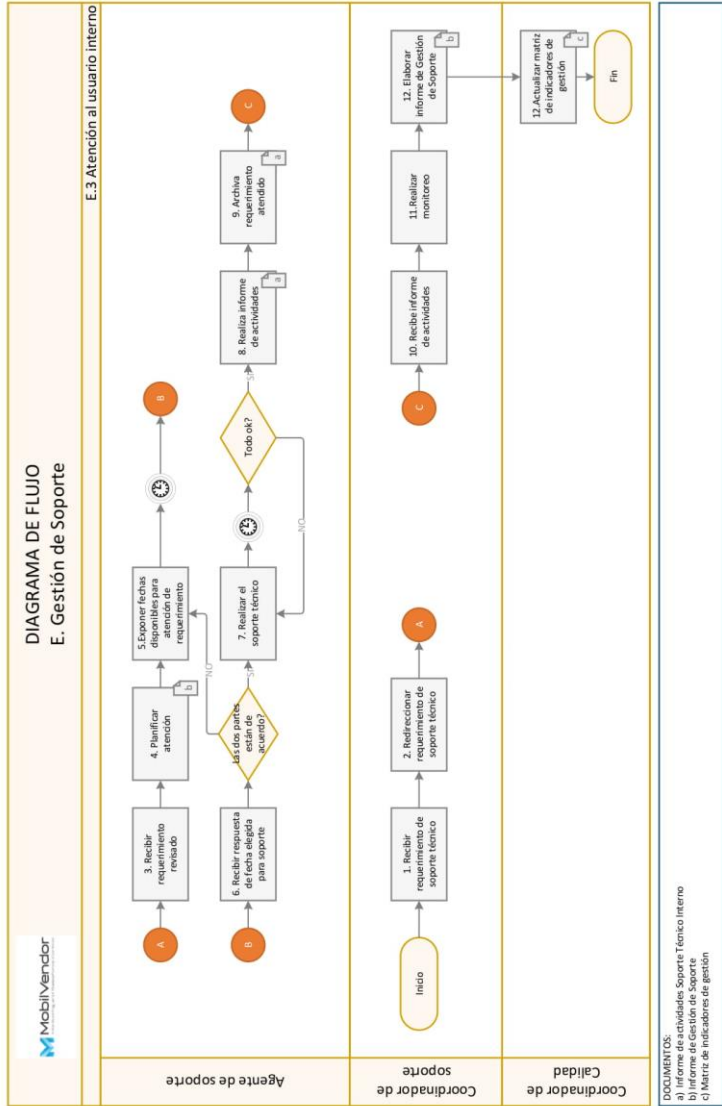 MobilVendor
DIAGRAMA DE FLUJO
E. Gestión de Soporte
E.3 Atención al usuario interno
Agente de soporte
A
3. Recibir
requerimiento
revisado
4. Planificar
atención
b
5.Exponer fechas
disponibles para
atención de
requerimiento
B
B
6. Recibir respuesta
de fecha elegida
para soporte
Las dos partes
están de
acuerdo?
NO
SI
7. Realizar el
soporte técnico
Todo ok?
NO
SI
8. Realiza informe
de actividades
a
9. Archiva
requerimiento
atendido
a
C
Coordinador de
soporte
Inicio
1. Recibir
requerimiento de
soporte técnico
2. Redireccionar
requerimiento de
soporte técnico
A
C
10. Recibe informe
de actividades
11.Realizar
monitoreo
12. Elaborar
informe de Gestión
de Soporte
b
Coordinador de
Calidad
12.Actualizar matriz
de indicadores de
gestión
c
Fin
DOCUMENTOS:
a) Informe de actividades Soporte Técnico Interno
b) Informe de Gestión de Soporte
c) Matriz de indicadores de gestión